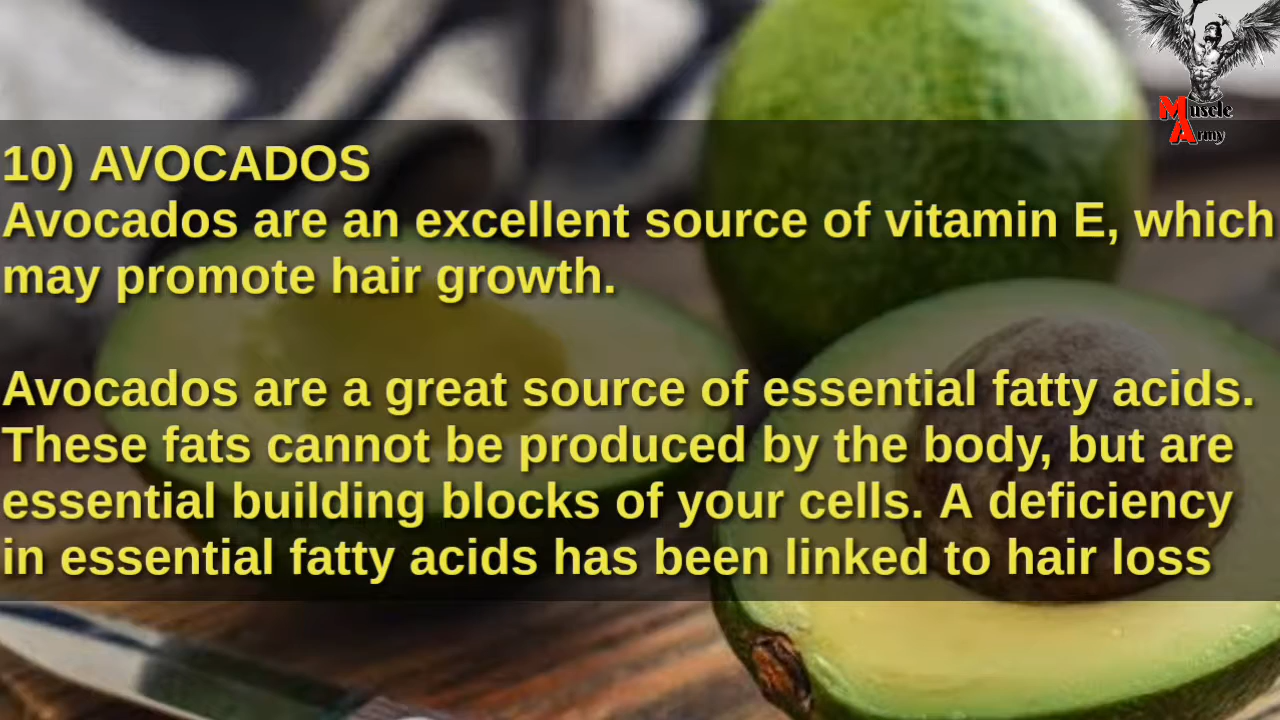 Muscle
Army
10) AVOCADOS
Avocados are an excellent source of vitamin E, which
may promote hair growth.
Avocados are a great source of essential fatty acids.
These fats cannot be produced by the body, but are
essential building blocks of your cells. A deficiency
in essential fatty acids has been linked to hair loss